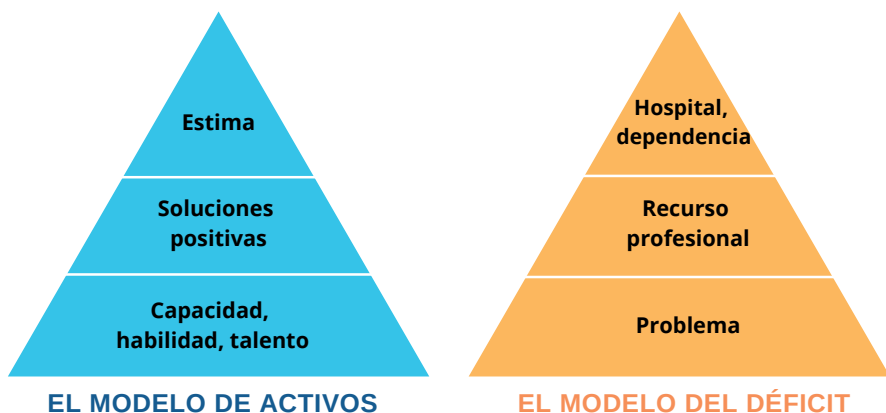 Estima
Soluciones
positivas
Capacidad,
habilidad, talento
EL MODELO DE ACTIVOS
Hospital,
dependencia
Recurso
profesional
Problema
EL MODELO DEL DÉFICIT